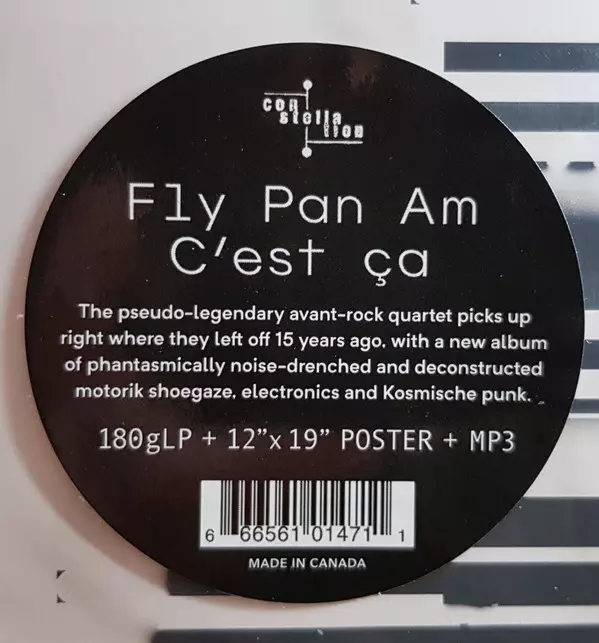 con
stella
tion
Fly Pan Am
C'est ça
The pseudo-legendary avant-rock quartet picks up
right where they left off 15 years ago, with a new album
of phantasmically noise-drenched and deconstructed
motorik shoegaze, electronics and Kosmische punk.
180gLP + 12”x 19” POSTER + MP3
6 66561 01471 1
MADE IN CANADA